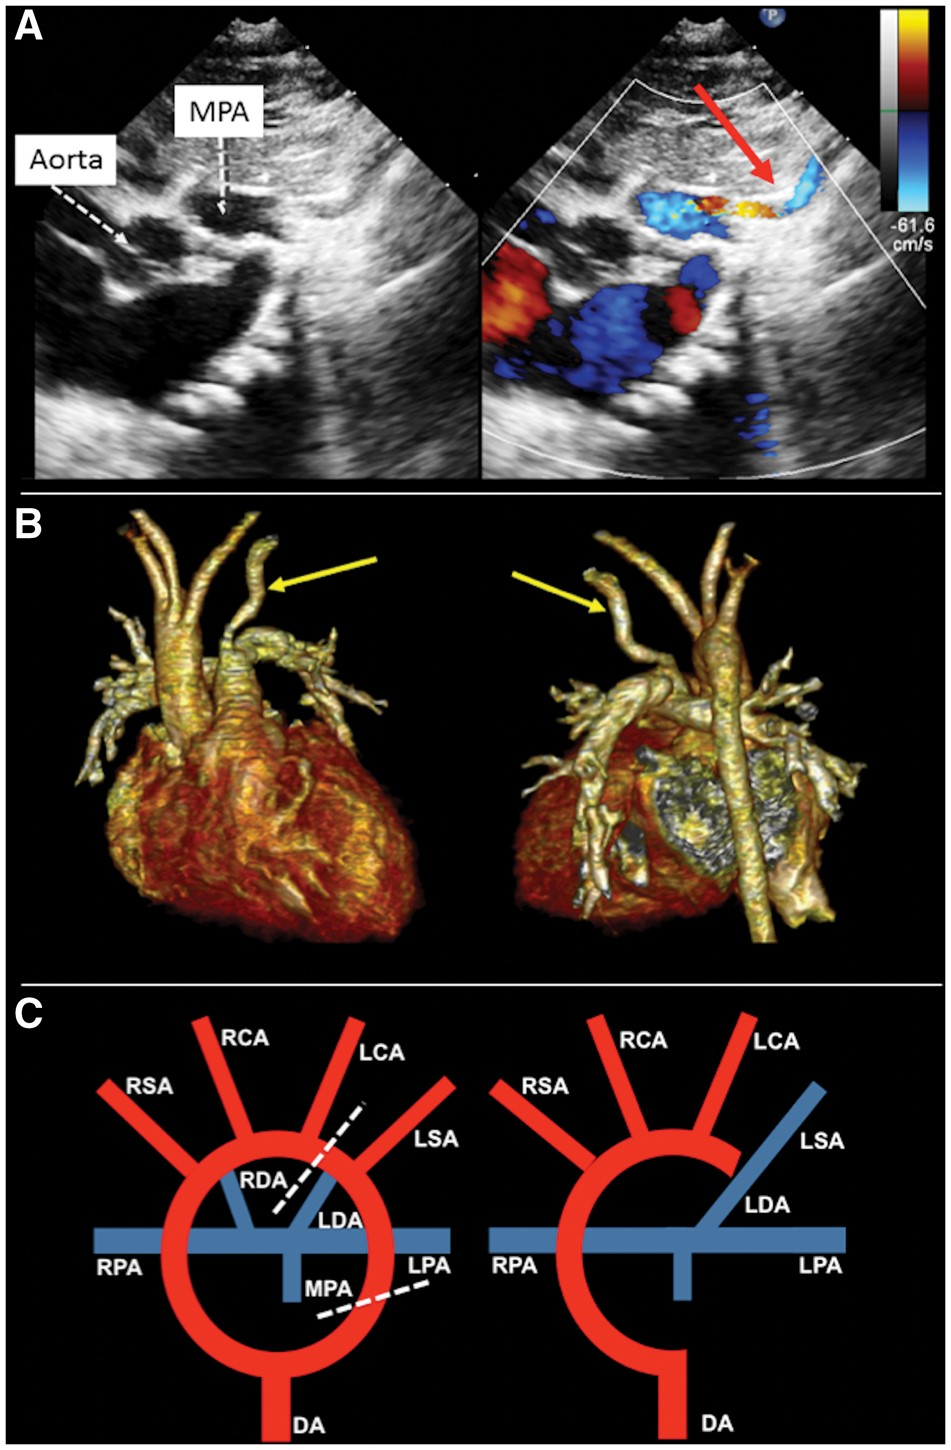 A
P
MPA
Aorta
-61.6
cm/s
B
C
RCA
LCA
RSA
LSA
RDA
LDA
RPA
LPA
MPA
DA
RCA
LCA
RSA
LSA
LDA
RPA
LPA
DA